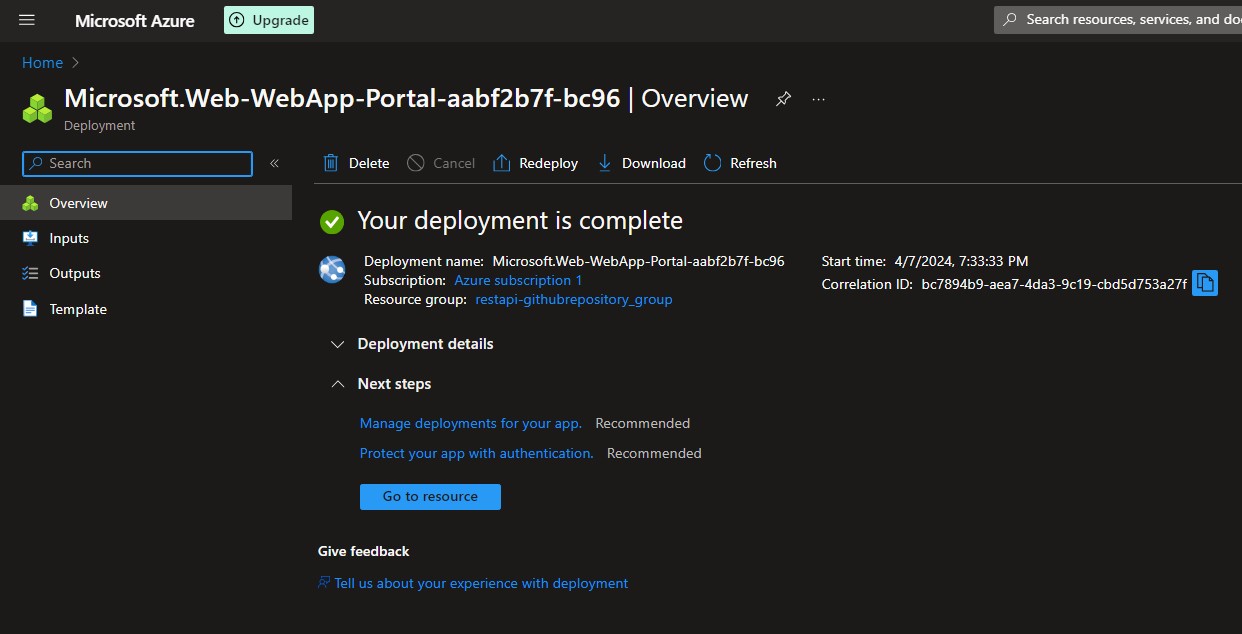 Microsoft Azure
Upgrade
Search resources, services, and do
Home
Microsoft.Web-WebApp-Portal-aabf2b7f-bc96 | Overview
Deployment
Search
Delete
Cancel
Redeploy
Download
Refresh
Overview
Inputs
Outputs
Template
Your deployment is complete
Deployment name: Microsoft.Web-WebApp-Portal-aabf2b7f-bc96
Subscription: Azure subscription 1
Resource group: restapi-githubrepository_group
Start time: 4/7/2024, 7:33:33 PM
Correlation ID: bc7894b9-aea7-4da3-9c19-cbd5d753a27f
Deployment details
Next steps
Manage deployments for your app. Recommended
Protect your app with authentication. Recommended
Go to resource
Give feedback
Tell us about your experience with deployment